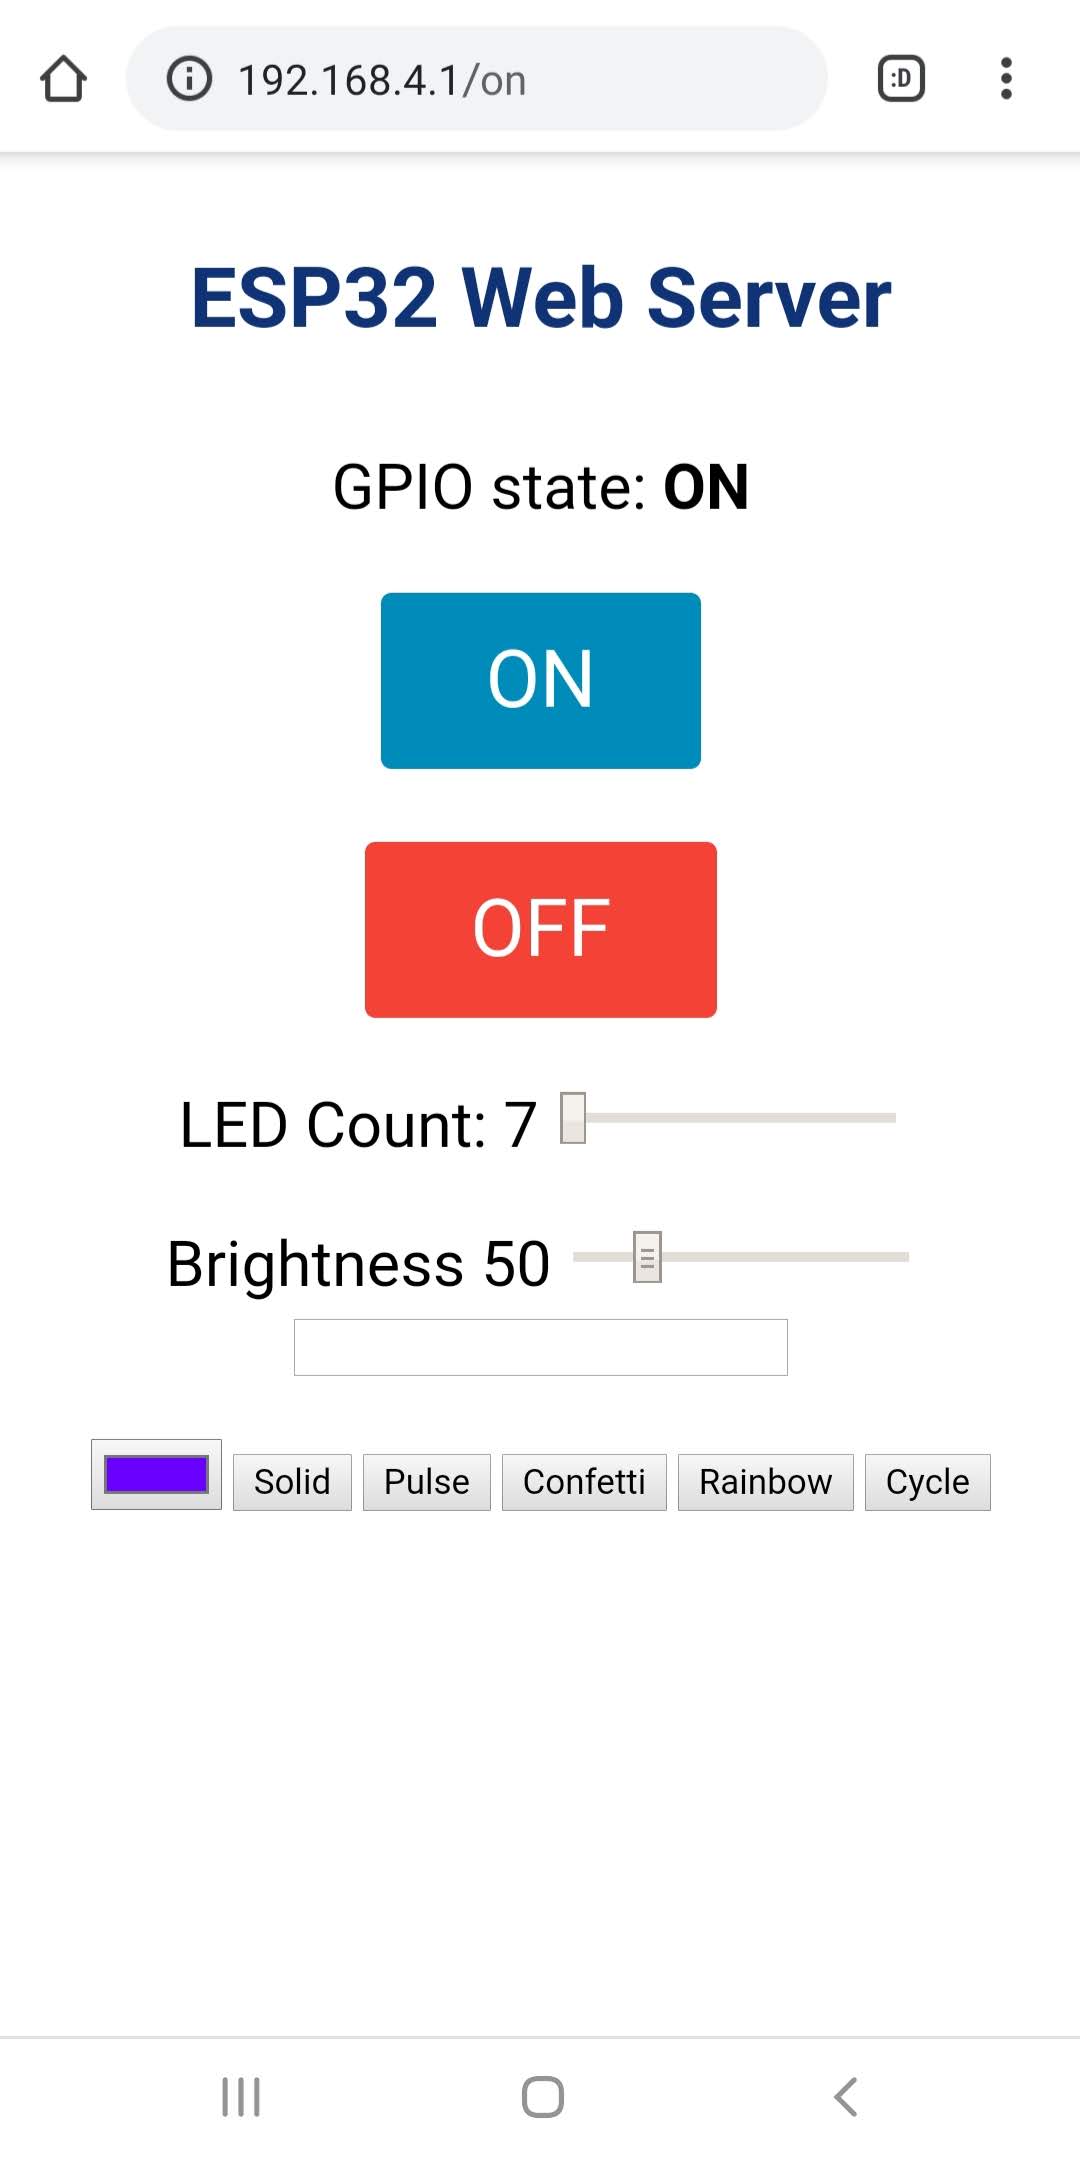 192.168.4.1/on
:D
ESP32 Web Server
GPIO state: ON
ON
OFF
LED Count: 7
Brightness 50
Solid Pulse Confetti Rainbow Cycle